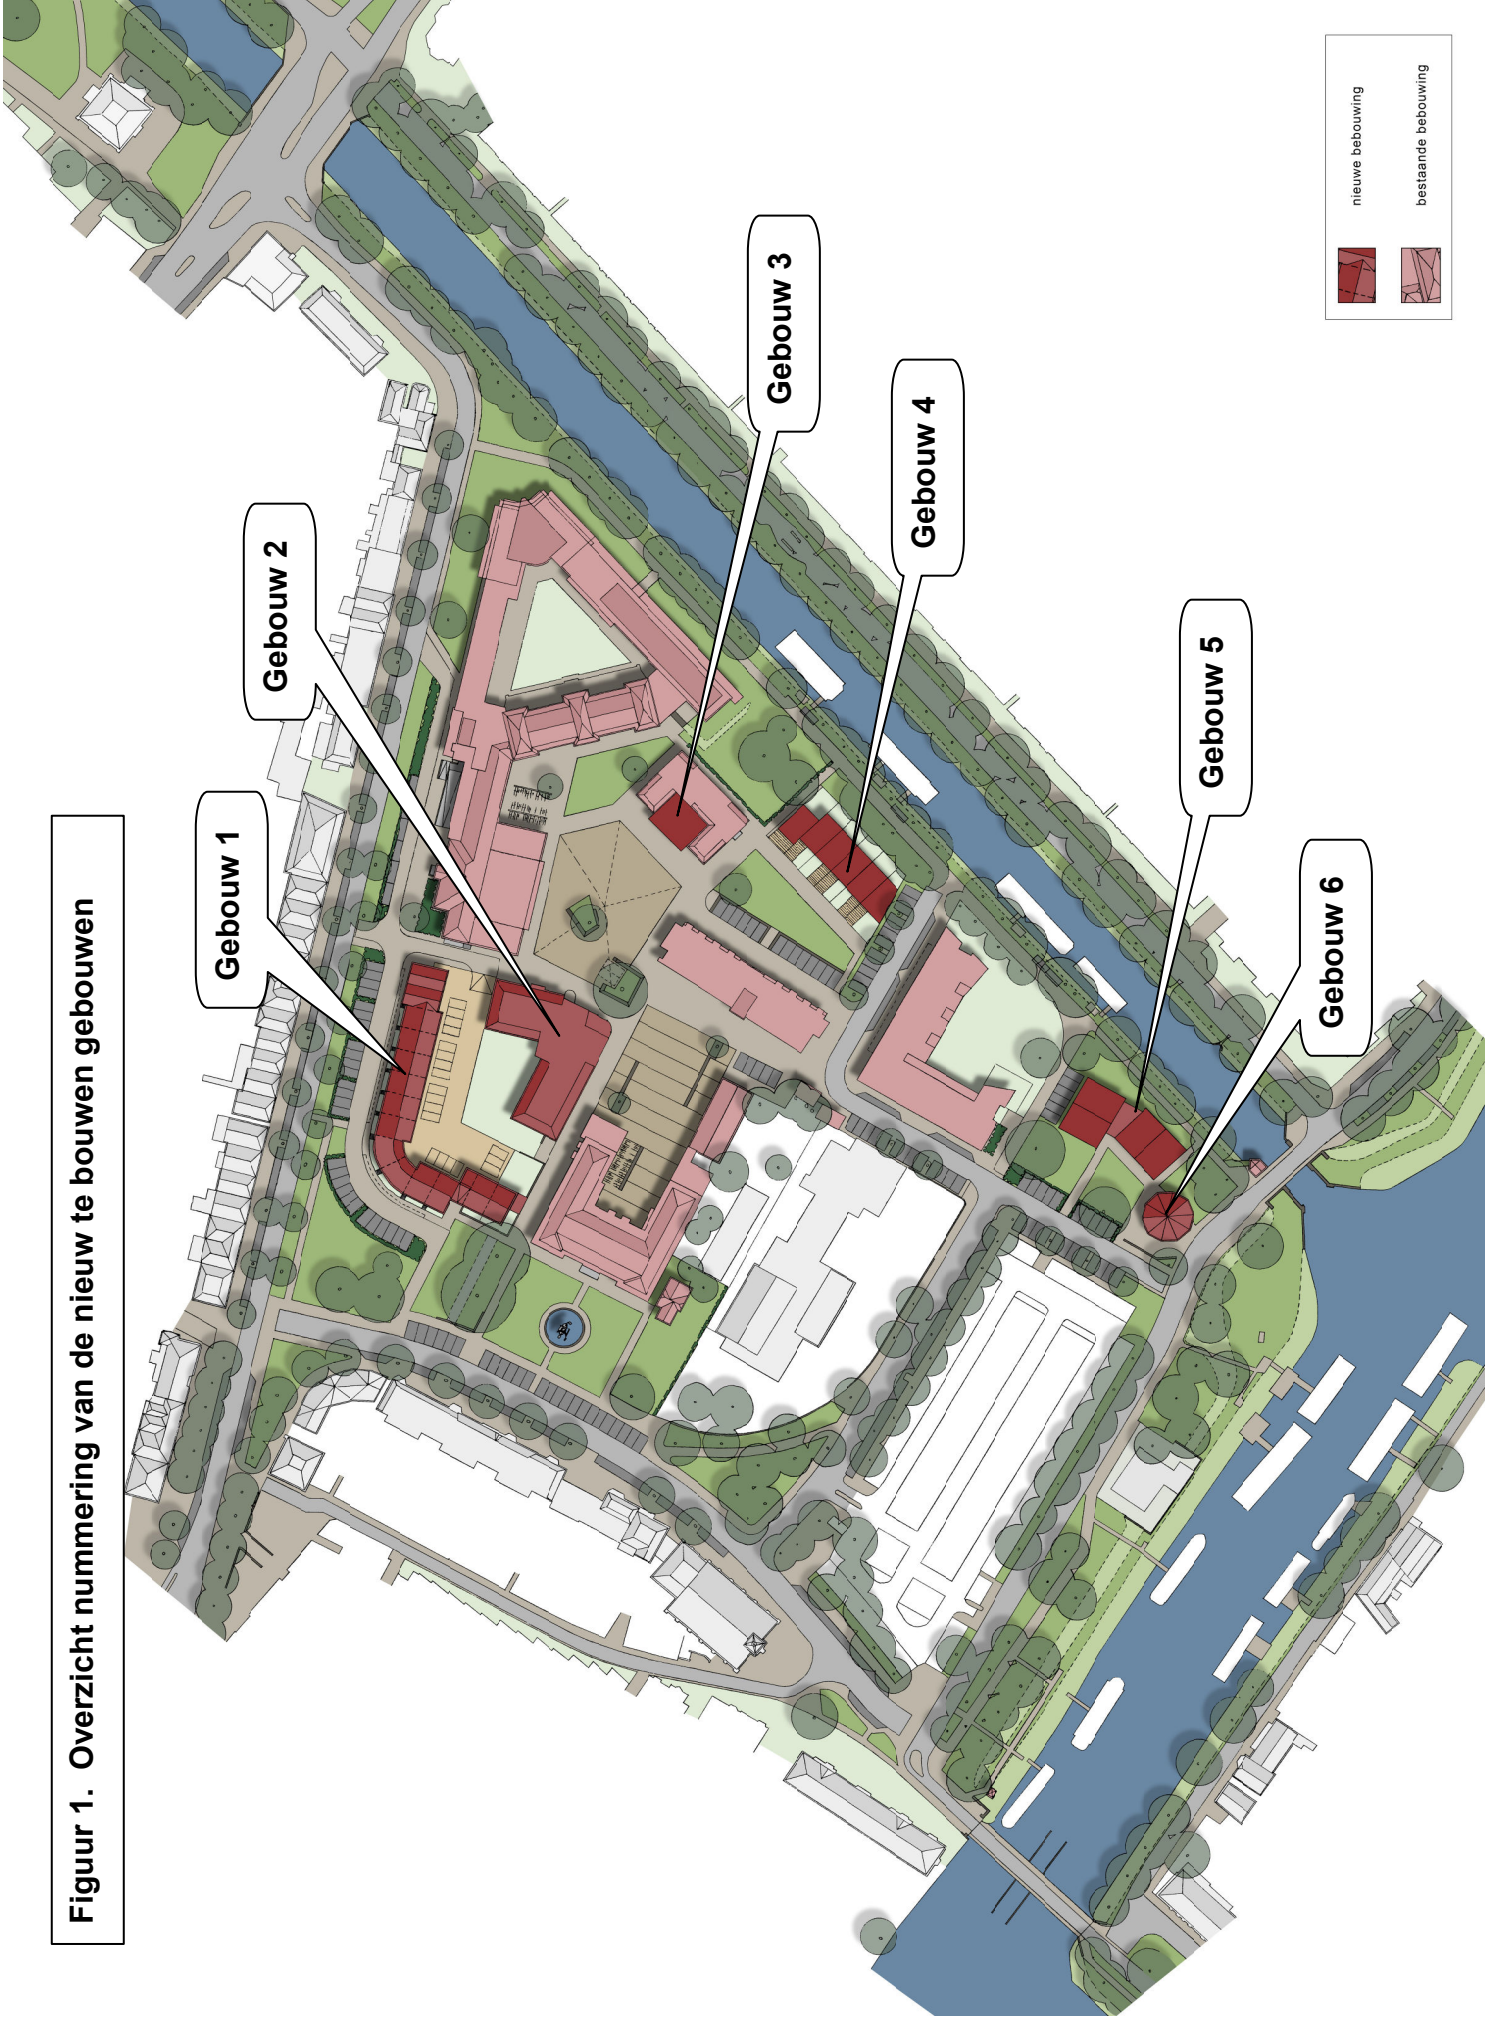 Figuur 1.  Overzicht nummering van de nieuw te bouwen gebouwen
Gebouw 1
Gebouw 2
Gebouw 3
Gebouw 4
Gebouw 5
Gebouw 6
nieuwe bebouwing
bestaande bebouwing